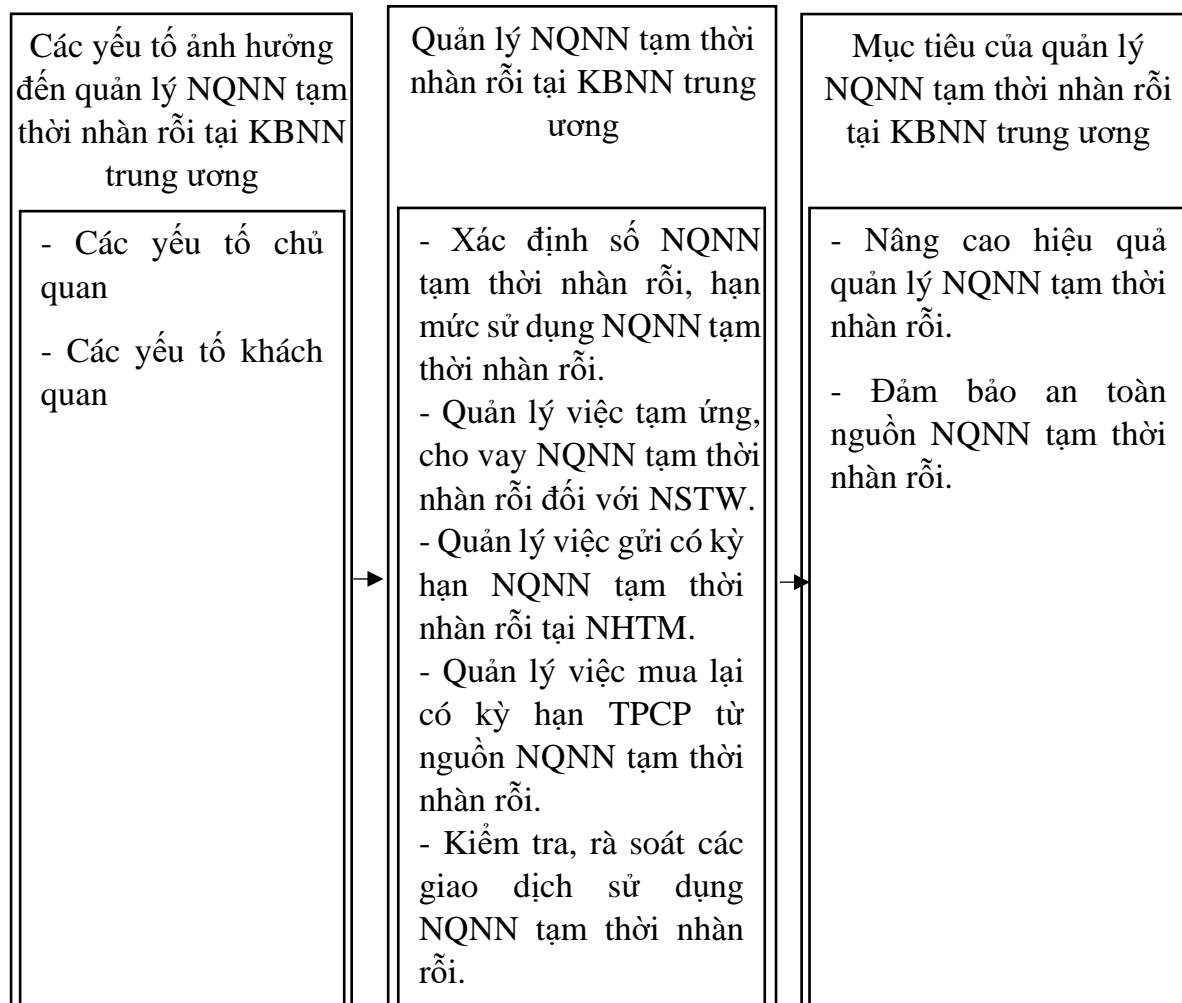 Các yếu tố ảnh hưởng
đến quản lý NQNN tạm
thời nhàn rỗi tại KBNN
trung ương
- Các yếu tố chủ
quan
- Các yếu tố khách
quan
Quản lý NQNN tạm thời
nhàn rỗi tại KBNN trung
ương
- Xác định số NQNN
tạm thời nhàn rỗi, hạn
mức sử dụng NQNN tạm
thời nhàn rỗi.
- Quản lý việc tạm ứng,
cho vay NQNN tạm thời
nhàn rỗi đối với NSTW.
- Quản lý việc gửi có kỳ
hạn NQNN tạm thời
nhàn rỗi tại NHTM.
- Quản lý việc mua lại
có kỳ hạn TPCP từ
nguồn NQNN tạm thời
nhàn rỗi.
- Kiểm tra, rà soát các
giao dịch sử dụng
NQNN tạm thời nhàn
rỗi.
Mục tiêu của quản lý
NQNN tạm thời nhàn rỗi
tại KBNN trung ương
- Nâng cao hiệu quả
quản lý NQNN tạm thời
nhàn rỗi.
- Đảm bảo an toàn
nguồn NQNN tạm thời
nhàn rỗi.